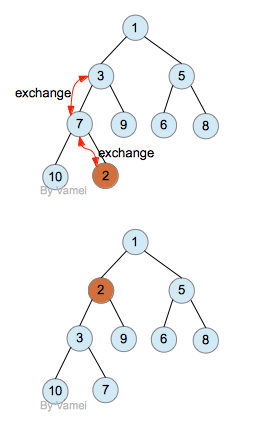 1
3 5
exchange
7 9 6 8
exchange
10 2
By Vamei
1
2 5
3 9 6 8
10 7
By Vamei